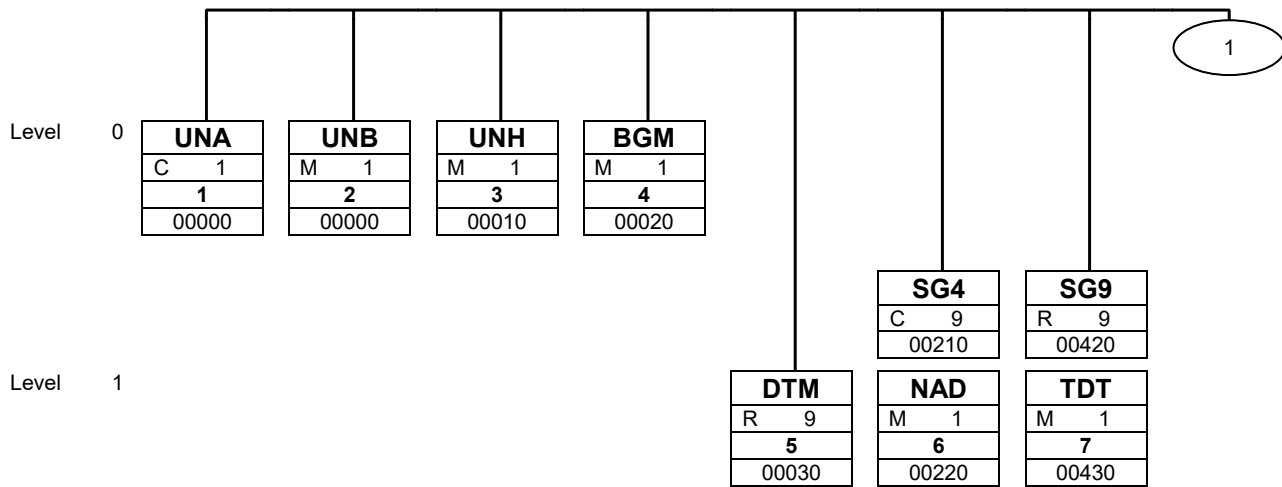 1
Level 0
UNA UNB UNH BGM
C 1 M 1 M 1 M 1
1 2 3 4
00000 00000 00010 00020
SG4 SG9
C 9 R 9
00210 00420
Level 1
DTM NAD TDT
R 9 M 1 M 1
5 6 7
00030 00220 00430